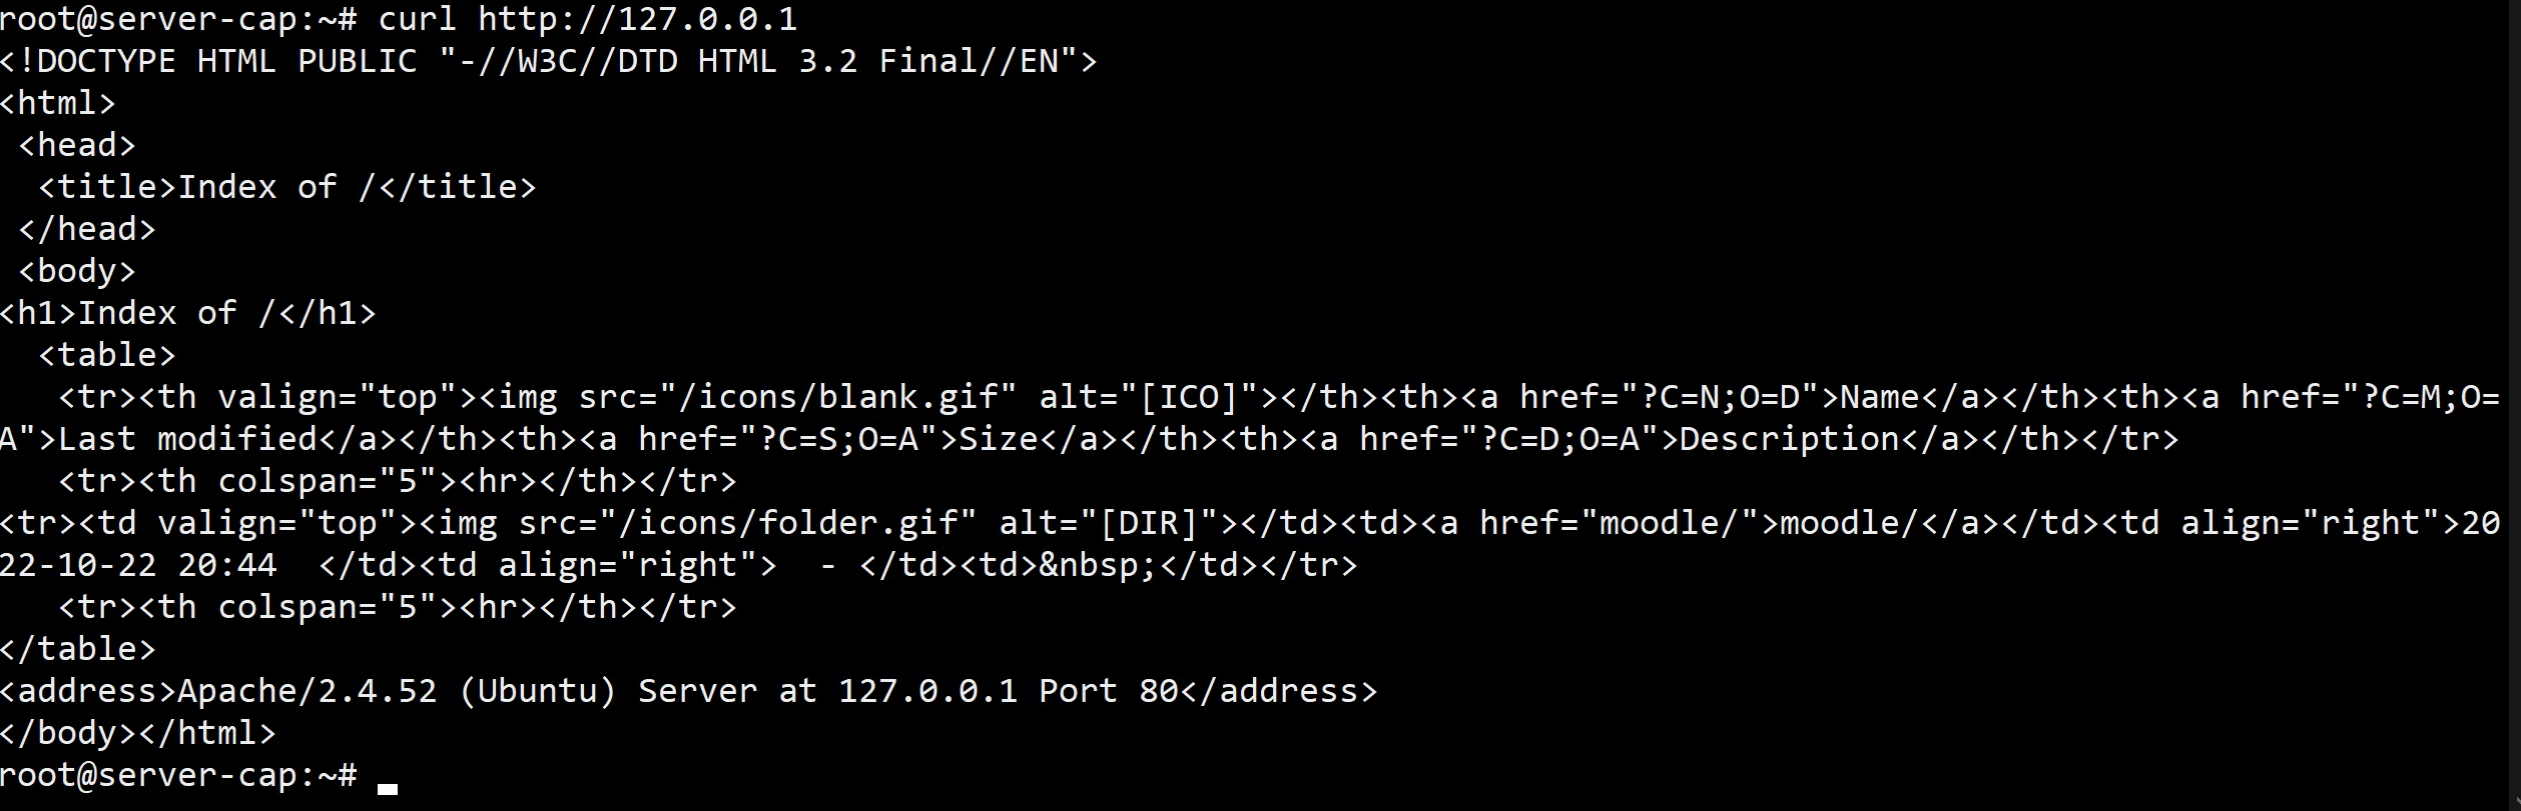 root@server-cap:~# curl http://127.0.0.1
<!DOCTYPE HTML PUBLIC "-//W3C//DTD HTML 3.2 Final//EN">
<html>
 <head>
  <title>Index of /</title>
 </head>
 <body>
<h1>Index of /</h1>
  <table>
   <tr><th valign="top"><img src="/icons/blank.gif" alt="[ICO]"></th><th><a href="?C=N;O=D">Name</a></th><th><a href="?C=M;O=
A">Last modified</a></th><th><a href="?C=S;O=A">Size</a></th><th><a href="?C=D;O=A">Description</a></th></tr>
   <tr><th colspan="5"><hr></th></tr>
<tr><td valign="top"><img src="/icons/folder.gif" alt="[DIR]"></td><td><a href="moodle/">moodle/</a></td><td align="right">20
22-10-22 20:44  </td><td align="right">  - </td><td>&nbsp;</td></tr>
   <tr><th colspan="5"><hr></th></tr>
</table>
<address>Apache/2.4.52 (Ubuntu) Server at 127.0.0.1 Port 80</address>
</body></html>
root@server-cap:~#